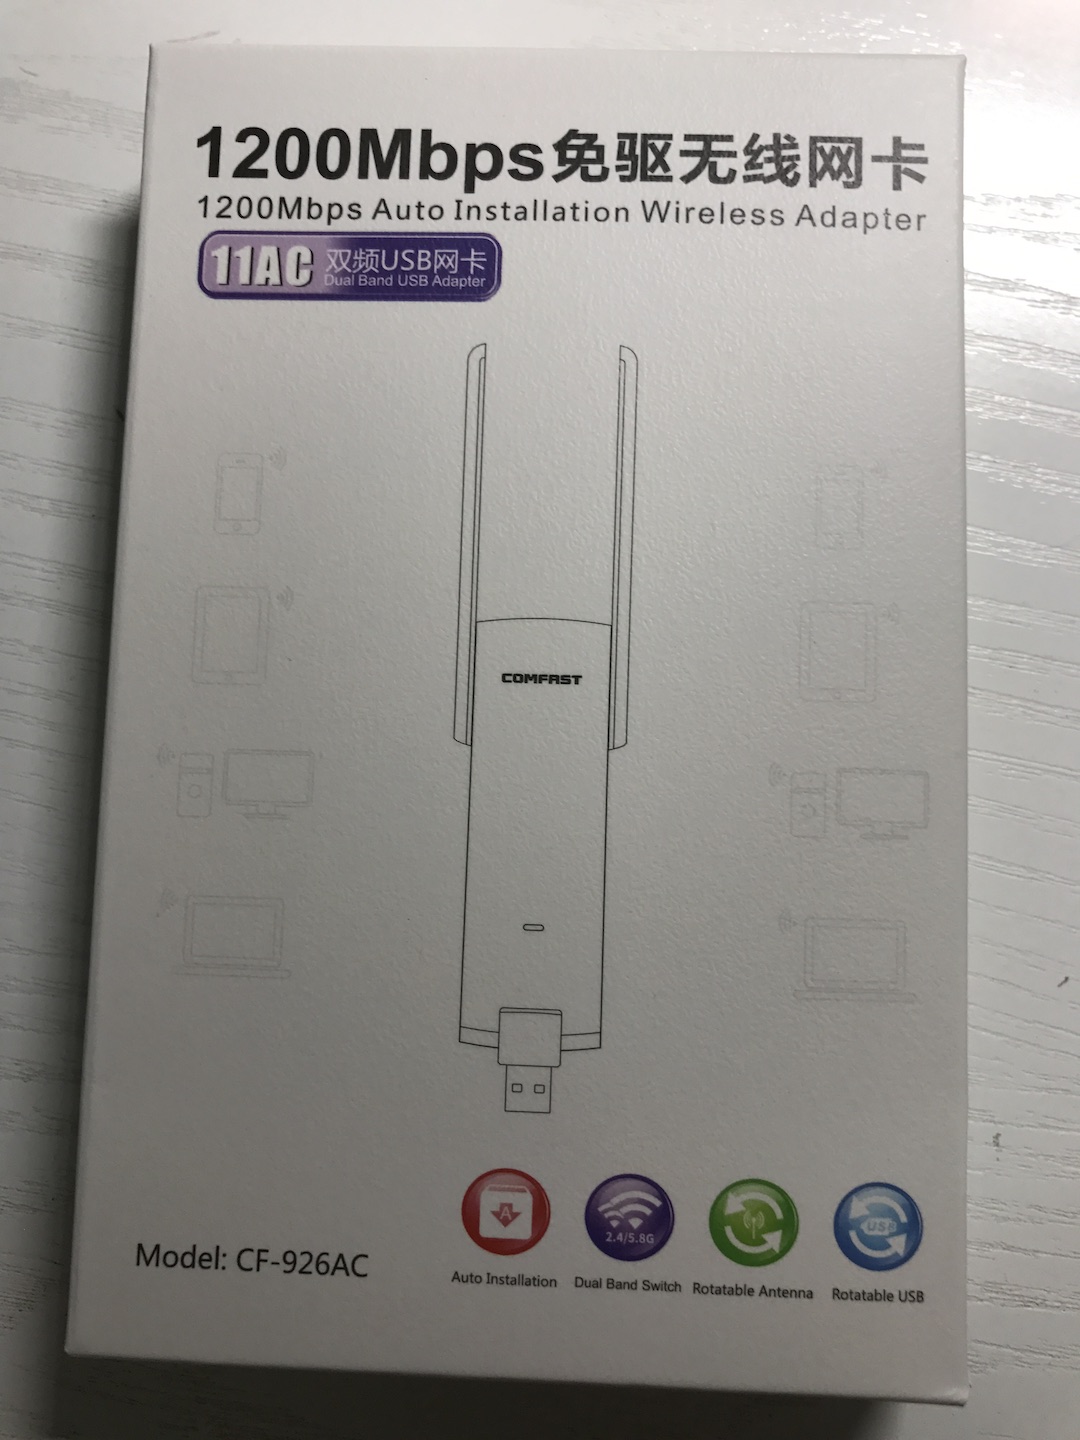 1200Mbps免驱无线网卡
1200Mbps Auto Installation Wireless Adapter
11AC 双频USB网卡
Dual Band USB Adapter
COMFAST
A
2.4/5.8G
USB
Auto Installation
Dual Band Switch
Rotatable Antenna
Rotatable USB
Model: CF-926AC